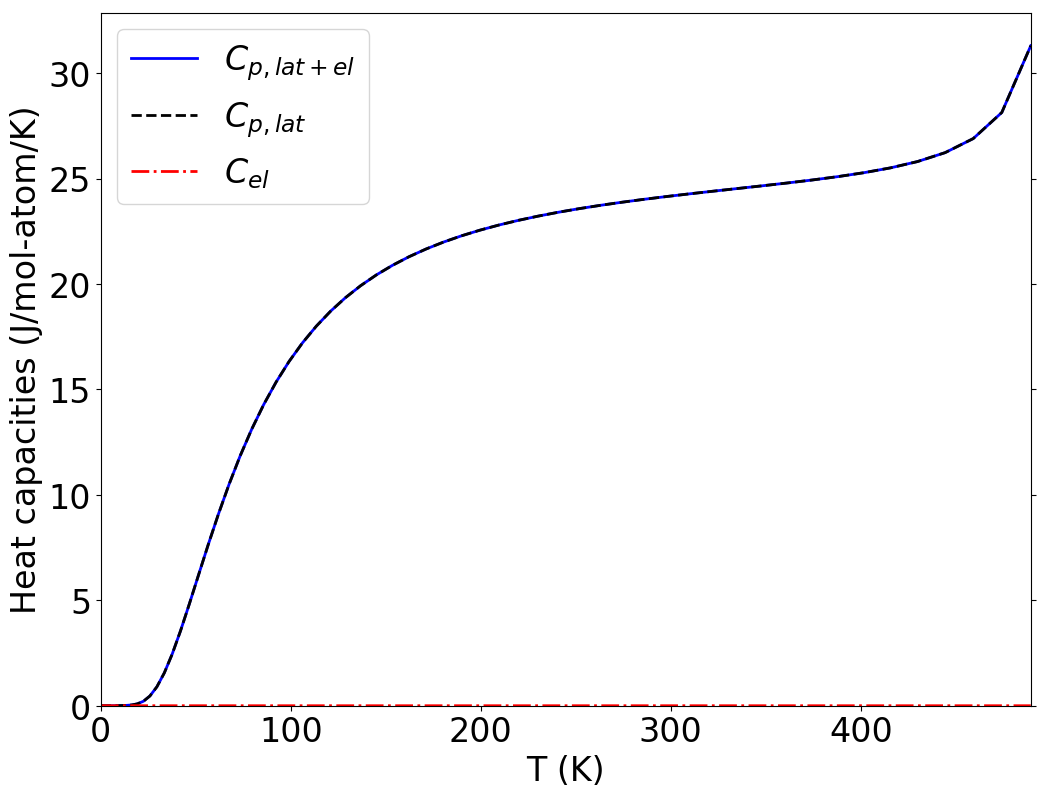 C_{p, lat+el}
C_{p, lat}
C_{el}
Heat capacities (J/mol-atom/K)
30
25
20
15
10
5
0
0 100 200 300 400
T (K)